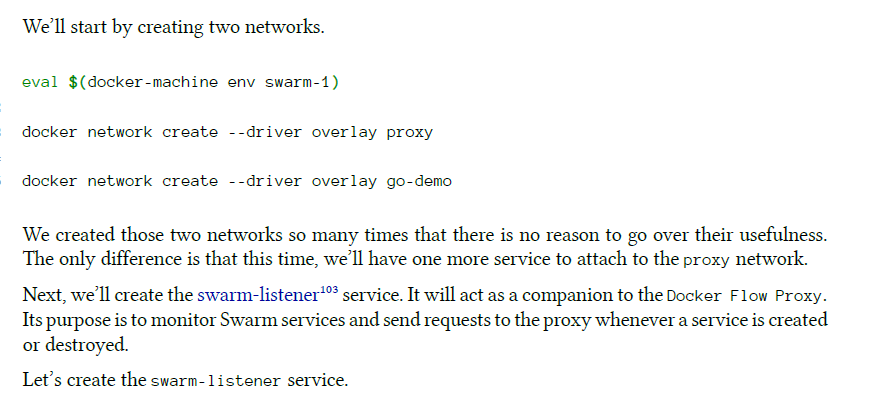 We’ll start by creating two networks.
eval $(docker-machine env swarm-1)
docker network create --driver overlay proxy
docker network create --driver overlay go-demo
We created those two networks so many times that there is no reason to go over their usefulness.
The only difference is that this time, we’ll have one more service to attach to the proxy network.
Next, we’ll create the swarm-listener¹⁰³ service. It will act as a companion to the Docker Flow Proxy.
Its purpose is to monitor Swarm services and send requests to the proxy whenever a service is created
or destroyed.
Let’s create the swarm-listener service.